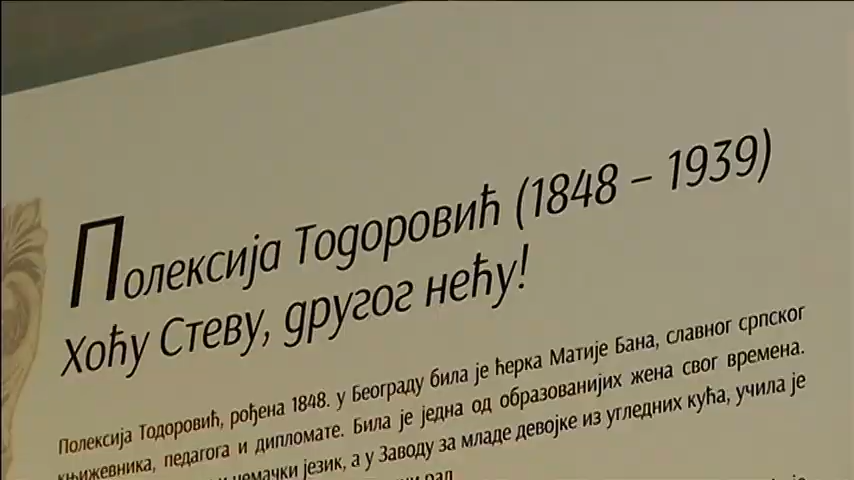 Полексија Тодоровић (1848 – 1939)
Хоћу Стеву, другог нећу!
Полексија Тодоровић, рођена 1848. у Београду била је ћерка Матије Бана, славног српског
књижевника, педагога и дипломате. Била је једна од образованијих жена свог времена.
немачки језик, а у Заводу за младе девојке из угледних кућа, учила је
рад